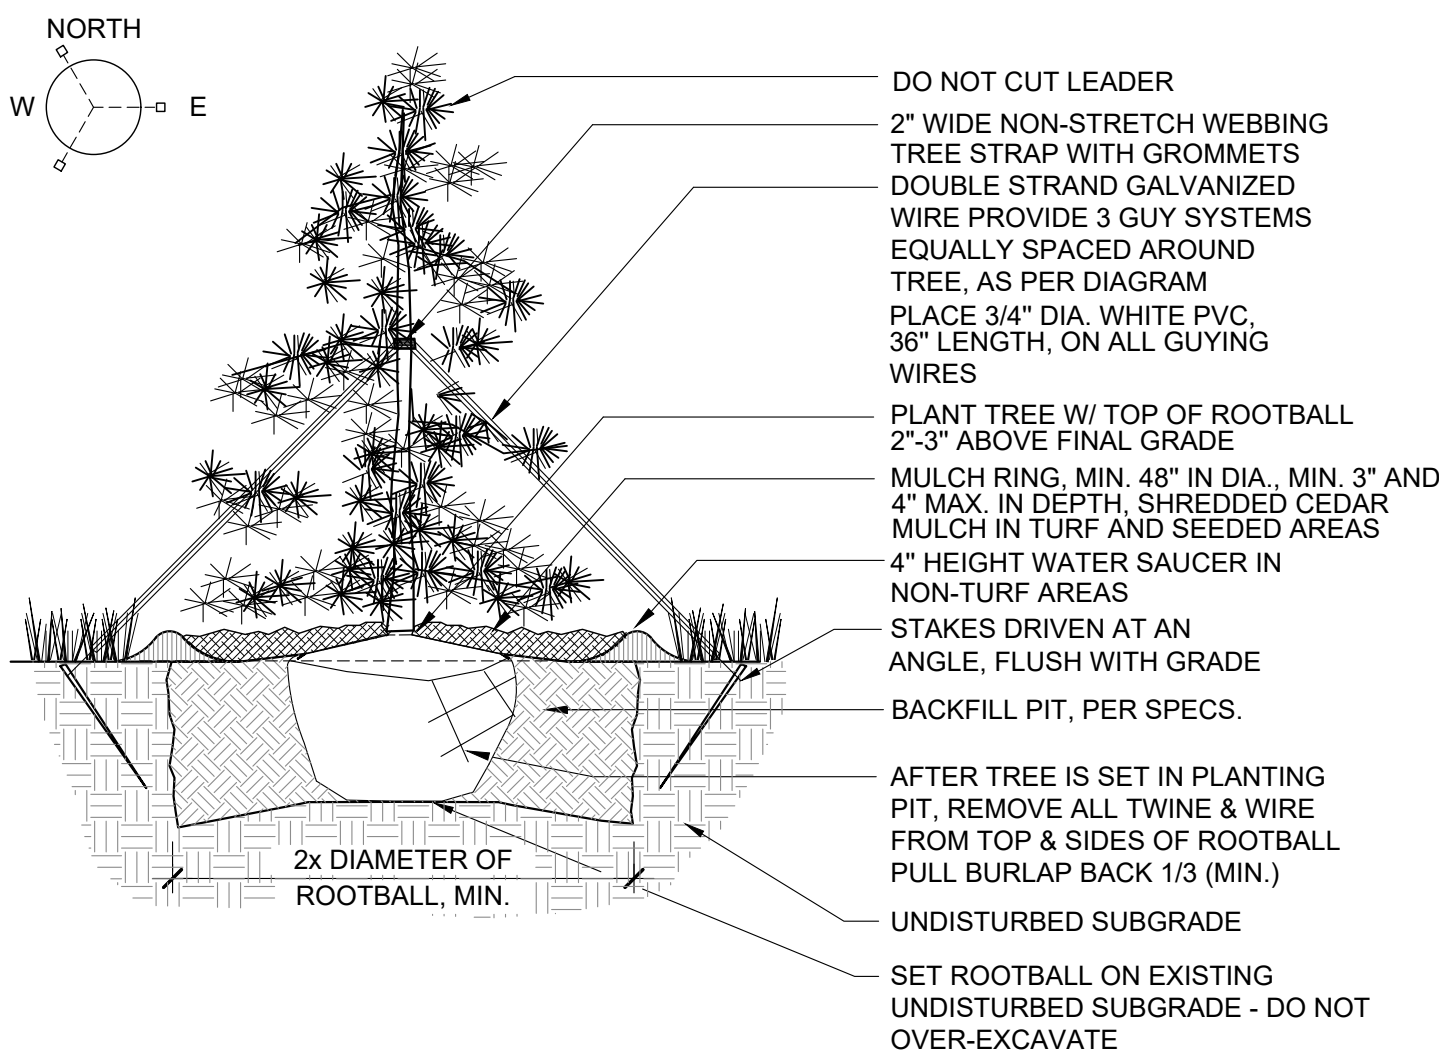 NORTH
W E
DO NOT CUT LEADER
2" WIDE NON-STRETCH WEBBING
TREE STRAP WITH GROMMETS
DOUBLE STRAND GALVANIZED
WIRE PROVIDE 3 GUY SYSTEMS
EQUALLY SPACED AROUND
TREE, AS PER DIAGRAM
PLACE 3/4" DIA. WHITE PVC,
36" LENGTH, ON ALL GUYING
WIRES
PLANT TREE W/ TOP OF ROOTBALL
2"-3" ABOVE FINAL GRADE
MULCH RING, MIN. 48" IN DIA., MIN. 3" AND
4" MAX. IN DEPTH, SHREDDED CEDAR
MULCH IN TURF AND SEEDED AREAS
4" HEIGHT WATER SAUCER IN
NON-TURF AREAS
STAKES DRIVEN AT AN
ANGLE, FLUSH WITH GRADE
BACKFILL PIT, PER SPECS.
AFTER TREE IS SET IN PLANTING
PIT, REMOVE ALL TWINE & WIRE
FROM TOP & SIDES OF ROOTBALL
PULL BURLAP BACK 1/3 (MIN.)
UNDISTURBED SUBGRADE
SET ROOTBALL ON EXISTING
UNDISTURBED SUBGRADE - DO NOT
OVER-EXCAVATE
2x DIAMETER OF
ROOTBALL, MIN.